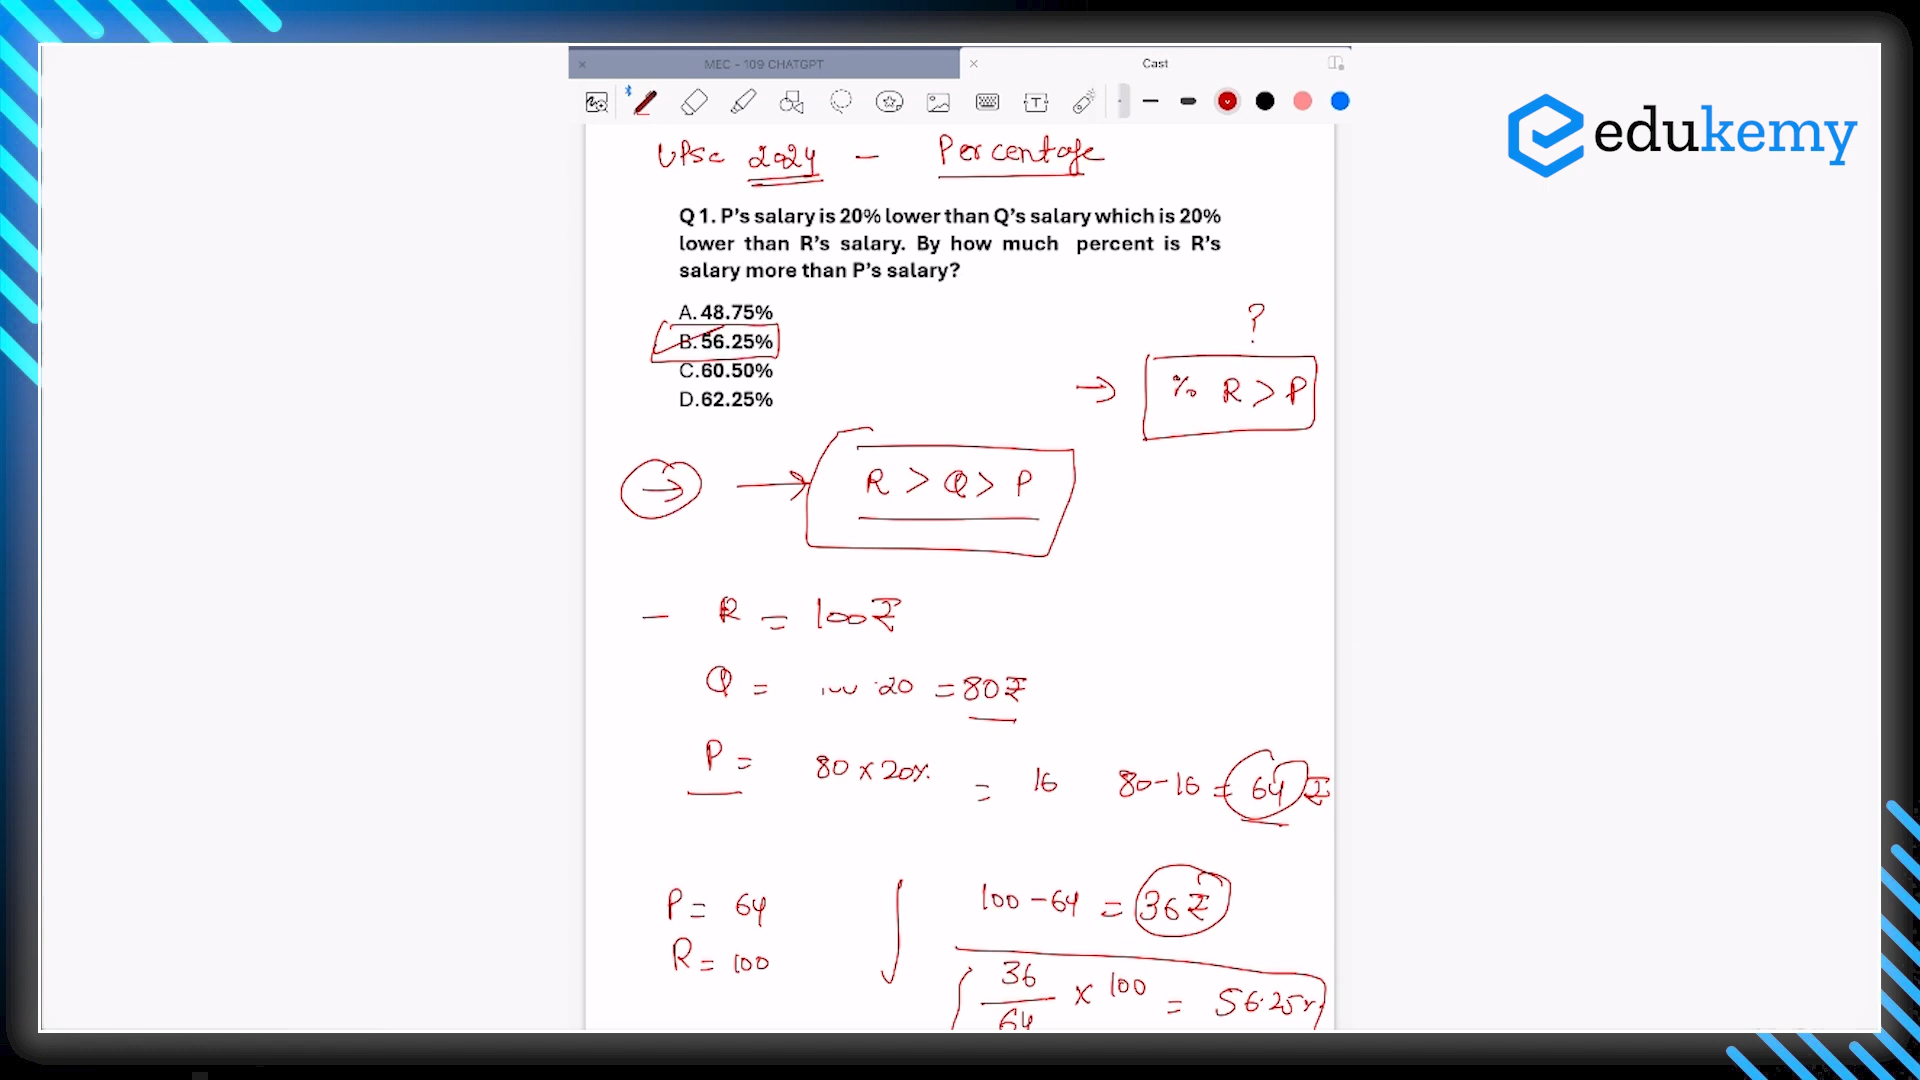 MEC - 109 CHATGPT
Cast
edukemy
UPSC 2024 - Percentage
Q 1. P's salary is 20% lower than Q's salary which is 20%
lower than R's salary. By how much percent is R's
salary more than P's salary?
A. 48.75%
B. 56.25%
C. 60.50%
D. 62.25%
?
→ % R > P
→ → R > Q > P
- R = 100₹
Q = 100-20 = 80₹
P = 80 x 20% = 16 80-16 = 64₹
P = 64
R = 100
100-64 = 36₹
36/64 x 100 = 56.25%